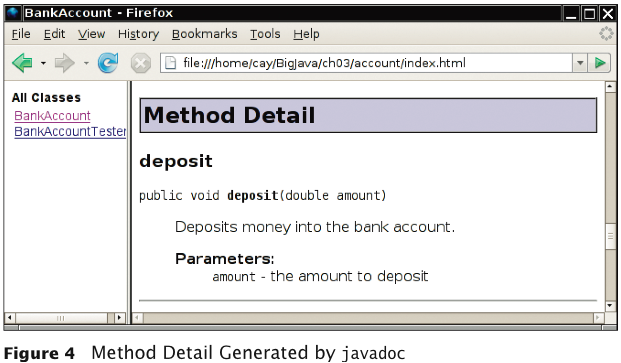 BankAccount - Firefox
File Edit View History Bookmarks Tools Help
file:///home/cay/BigJava/ch03/account/index.html
All Classes
BankAccount
BankAccountTester
Method Detail
deposit
public void deposit(double amount)
Deposits money into the bank account.
Parameters:
amount - the amount to deposit
Figure 4 Method Detail Generated by javadoc